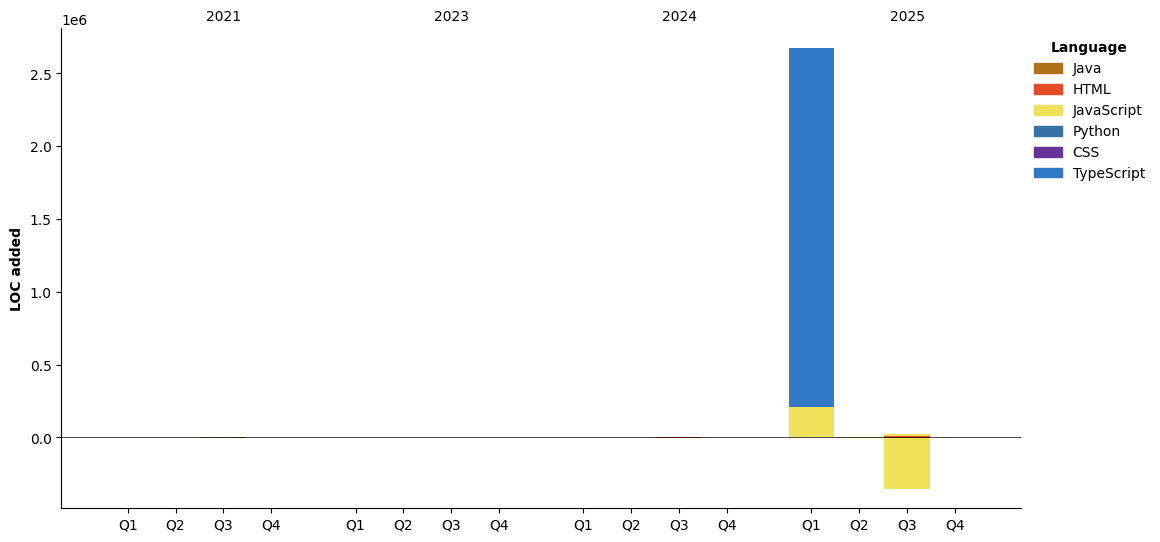 2021 2023 2024 2025
1e6
Language
Java
HTML
JavaScript
Python
CSS
TypeScript
2.5
2.0
1.5
1.0
0.5
0.0
LOC added
Q1 Q2 Q3 Q4 Q1 Q2 Q3 Q4 Q1 Q2 Q3 Q4 Q1 Q2 Q3 Q4